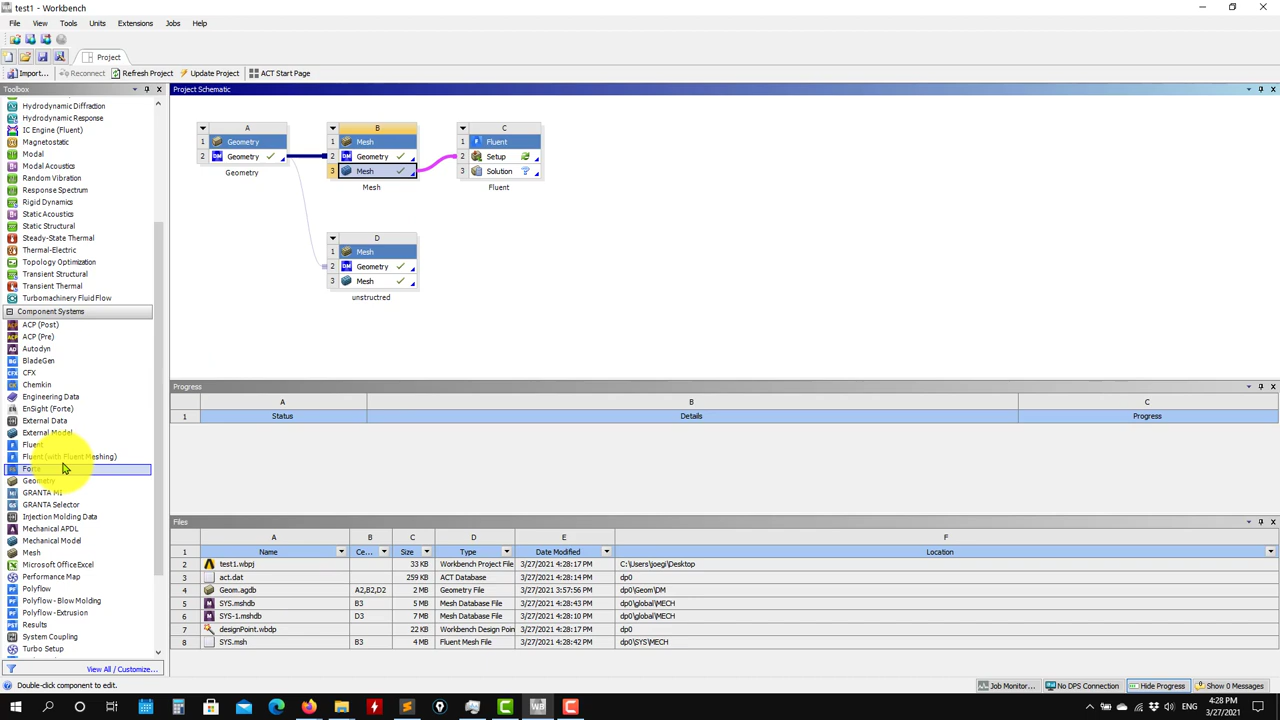 test1 - Workbench
File View Tools Units Extensions Jobs Help
Project
Import... Reconnect Refresh Project Update Project ACT Start Page
Toolbox
Hydrodynamic Diffraction
Hydrodynamic Response
IC Engine (Fluent)
Magnetostatic
Modal
Modal Acoustics
Random Vibration
Response Spectrum
Rigid Dynamics
Static Acoustics
Static Structural
Steady-State Thermal
Thermal-Electric
Topology Optimization
Transient Structural
Transient Thermal
Turbomachinery Fluid Flow
Component Systems
ACP (Post)
ACP (Pre)
Autodyn
BladeGen
CFX
Chemkin
Engineering Data
EnSight (Forte)
External Data
External Model
Fluent
Fluent (with Fluent Meshing)
Forte
Geometry
GRANTA MI
GRANTA Selector
Injection Molding Data
Mechanical APDL
Mechanical Model
Mesh
Microsoft Office Excel
Performance Map
Polyflow
Polyflow - Blow Molding
Polyflow - Extrusion
Results
System Coupling
Turbo Setup
View All / Customize...
Project Schematic
A
1 Geometry
2 DM Geometry
Geometry
B
1 Mesh
2 DM Geometry
3 Mesh
Mesh
C
1 Fluent
2 Setup
3 Solution
Fluent
D
1 Mesh
2 DM Geometry
3 Mesh
unstructred
Progress
A B C
1 Status Details Progress
Files
A B C D E F
1 Name Ce... Size Type Date Modified Location
2 test1.wbpj 33 KB Workbench Project File 3/27/2021 4:28:17 PM C:\Users\joegi\Desktop
3 act.dat 259 KB ACT Database 3/27/2021 4:28:14 PM dp0
4 Geom.agdb A2,B2,D2 2 MB Geometry File 3/27/2021 3:57:56 PM dp0\Geom\DM
5 SYS.mshdb B3 5 MB Mesh Database File 3/27/2021 4:28:43 PM dp0\global\MECH
6 SYS-1.mshdb D3 7 MB Mesh Database File 3/27/2021 4:28:10 PM dp0\global\MECH
7 designPoint.wbdp 22 KB Workbench Design Poin 3/27/2021 4:28:17 PM dp0
8 SYS.msh B3 4 MB Fluent Mesh File 3/27/2021 4:28:42 PM dp0\SYS\MECH
Double-click component to edit.
Job Monitor... No DPS Connection Hide Progress Show 0 Messages
ENG 4:28 PM
3/27/2021